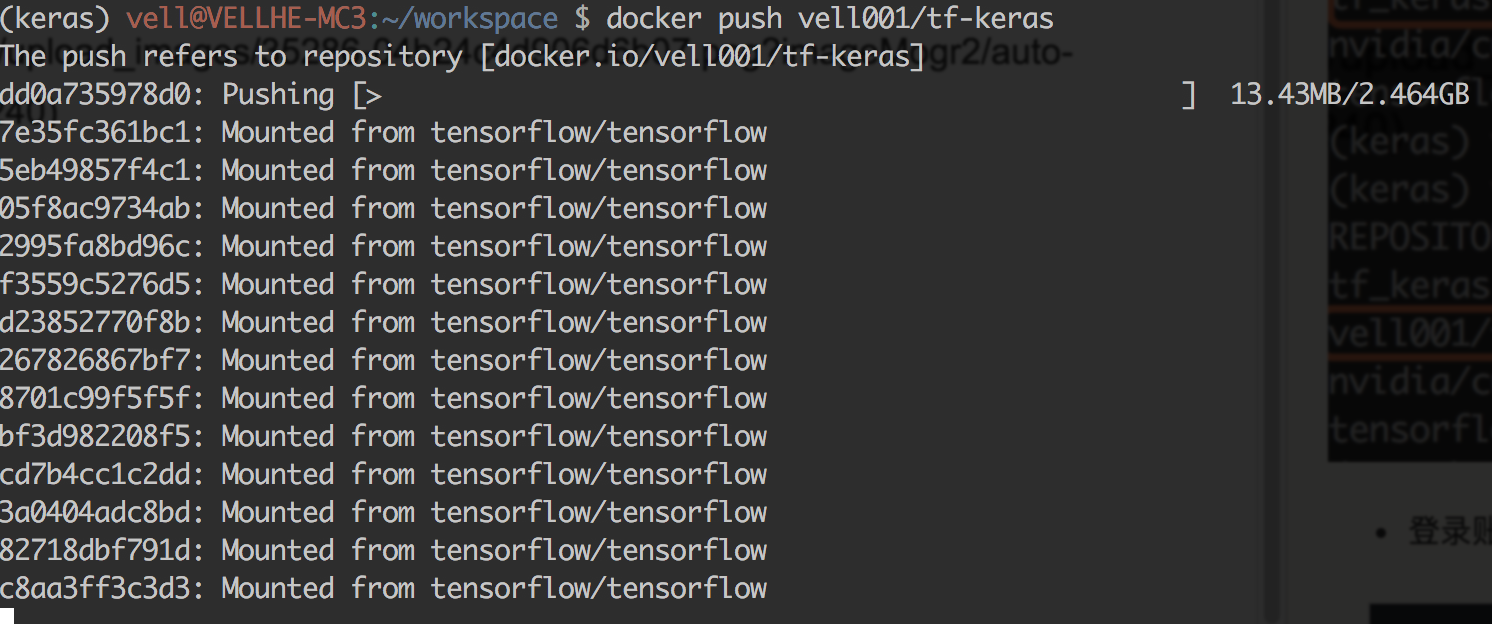 (keras) vell@VELLHE-MC3:~/workspace $ docker push vell001/tf-keras
The push refers to repository [docker.io/vell001/tf-keras]
dd0a735978d0: Pushing [> ] 13.43MB/2.464GB
7e35fc361bc1: Mounted from tensorflow/tensorflow
5eb49857f4c1: Mounted from tensorflow/tensorflow
05f8ac9734ab: Mounted from tensorflow/tensorflow
2995fa8bd96c: Mounted from tensorflow/tensorflow
f3559c5276d5: Mounted from tensorflow/tensorflow
d23852770f8b: Mounted from tensorflow/tensorflow
267826867bf7: Mounted from tensorflow/tensorflow
8701c99f5f5f: Mounted from tensorflow/tensorflow
bf3d982208f5: Mounted from tensorflow/tensorflow
cd7b4cc1c2dd: Mounted from tensorflow/tensorflow
3a0404adc8bd: Mounted from tensorflow/tensorflow
82718dbf791d: Mounted from tensorflow/tensorflow
c8aa3ff3c3d3: Mounted from tensorflow/tensorflow
nvidia/c
(keras)
(keras)
REPOSITO
tf_keras
vell001/
nvidia/c
tensorfl
• 登录账